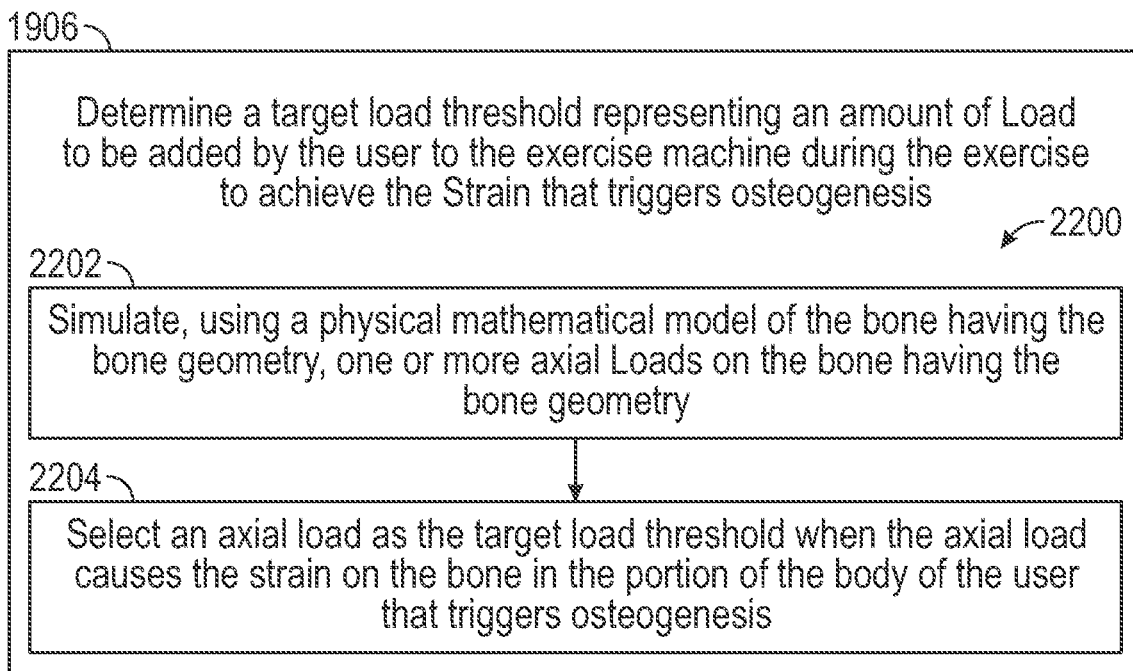 1906
Determine a target load threshold representing an amount of Load
to be added by the user to the exercise machine during the exercise
to achieve the Strain that triggers osteogenesis
2200
2202
Simulate, using a physical mathematical model of the bone having the
bone geometry, one or more axial Loads on the bone having the
bone geometry
2204
Select an axial load as the target load threshold when the axial load
causes the strain on the bone in the portion of the body of the user
that triggers osteogenesis